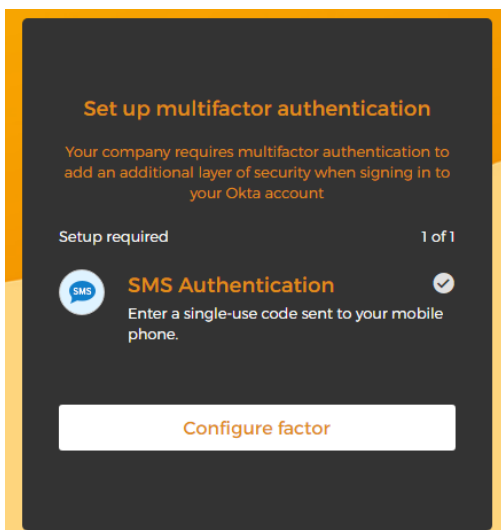 Set up multifactor authentication
Your company requires multifactor authentication to
add an additional layer of security when signing in to
your Okta account
Setup required 1 of 1
SMS
SMS Authentication
Enter a single-use code sent to your mobile
phone.
Configure factor